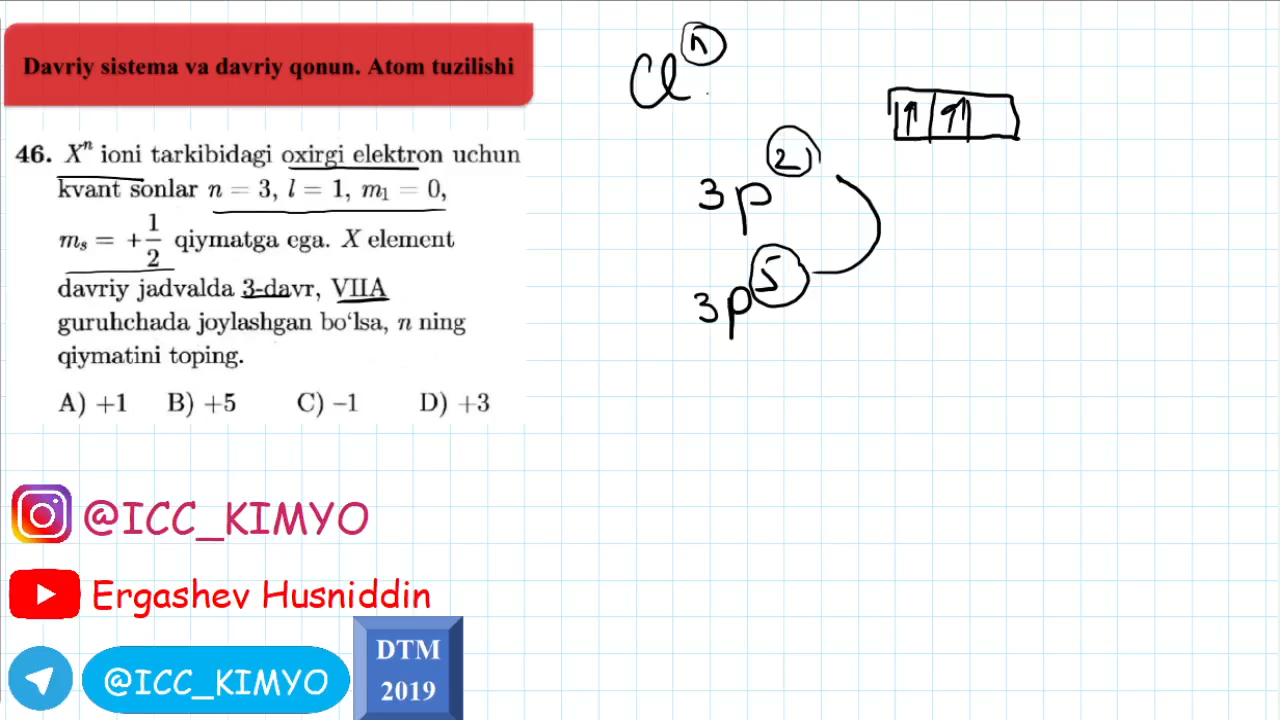 Davriy sistema va davriy qonun. Atom tuzilishi
46. Xⁿ ioni tarkibidagi oxirgi elektron uchun
kvant sonlar n = 3, l = 1, m₁ = 0,
mₛ = +1/2 qiymatga ega. X element
davriy jadvalda 3-davr, VIIA
guruhchada joylashgan bo‘lsa, n ning
qiymatini toping.
A) +1 B) +5 C) –1 D) +3
Clⁿ
3p²
3p⁵
@ICC_KIMYO
Ergashev Husniddin
@ICC_KIMYO
DTM
2019